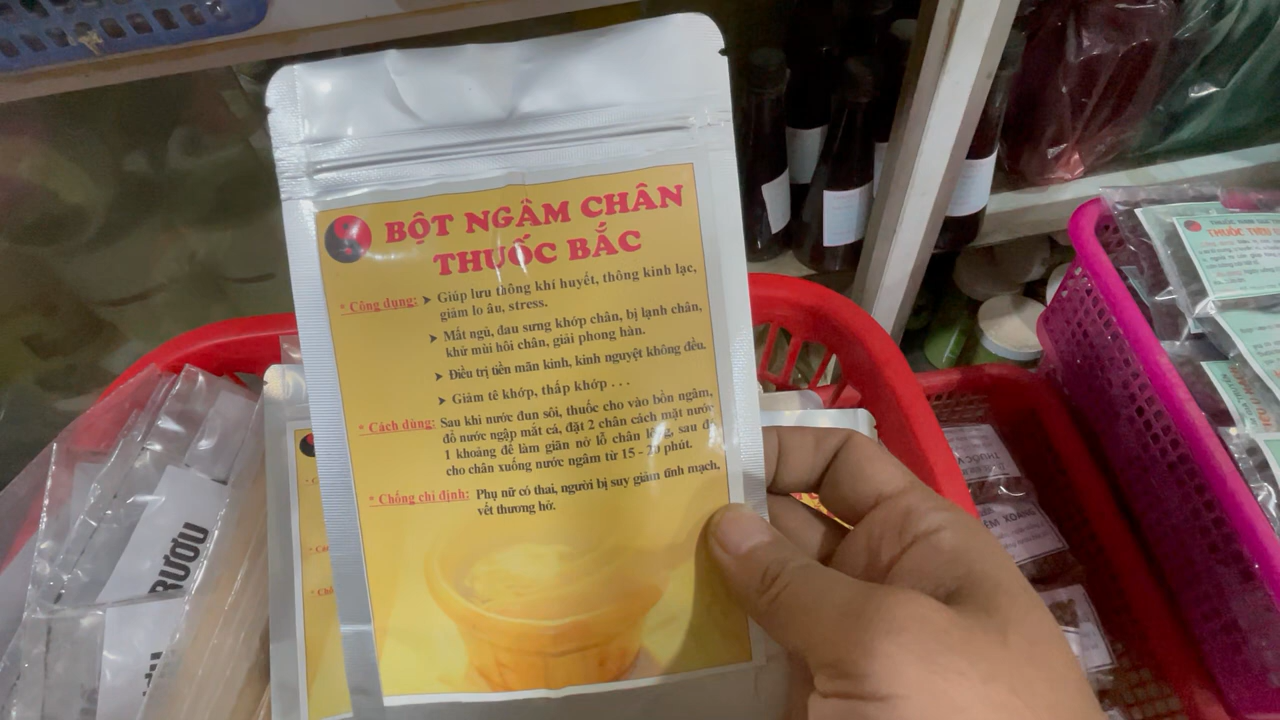 BỘT NGÂM CHÂN
THUỐC BẮC
* Công dụng: ➤ Giúp lưu thông khí huyết, thông kinh lạc,
giảm lo âu, stress.
➤ Mất ngủ, đau sưng khớp chân, bị lạnh chân,
khử mùi hôi chân, giải phong hàn.
➤ Điều trị tiền mãn kinh, kinh nguyệt không đều.
➤ Giảm tê khớp, thấp khớp . . .
* Cách dùng: Sau khi nước đun sôi, thuốc cho vào bồn ngâm,
đổ nước ngập mắt cá, đặt 2 chân cách mặt nước
1 khoảng để làm giãn nở lỗ chân lông, sau đó
cho chân xuống nước ngâm từ 15 - 20 phút.
* Chống chỉ định: Phụ nữ có thai, người bị suy giảm tĩnh mạch,
vết thương hở.
RƯỢU